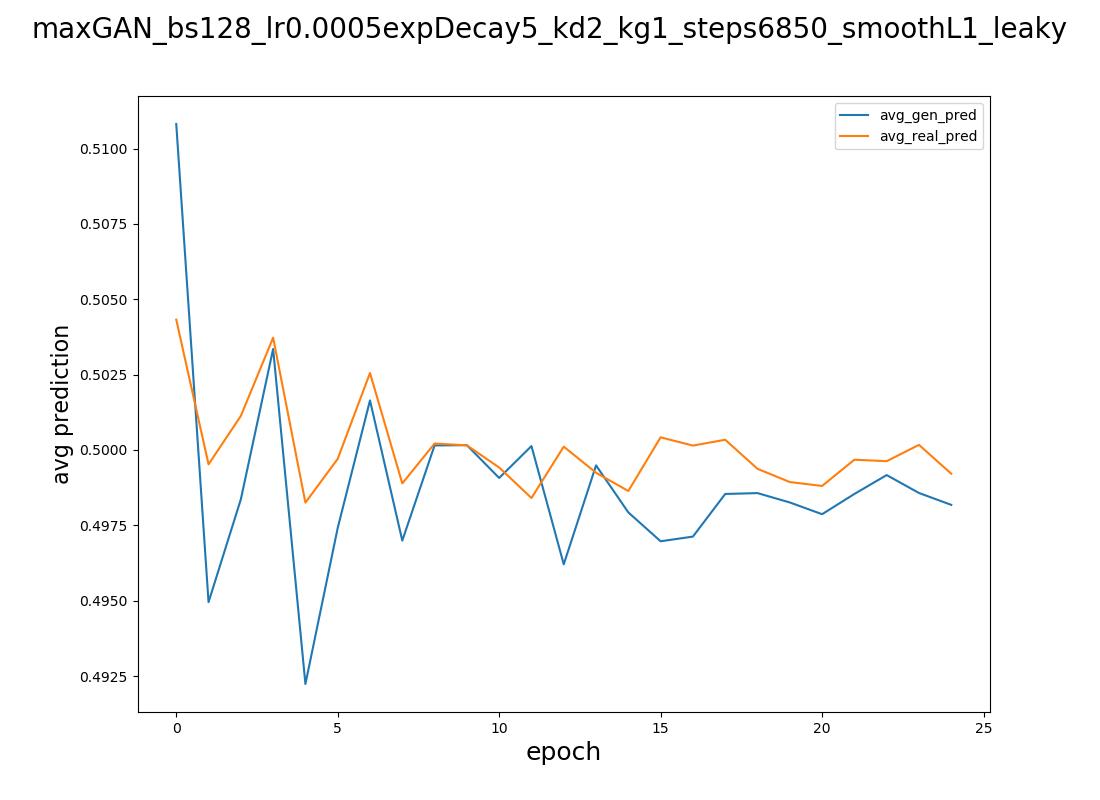 maxGAN_bs128_lr0.0005expDecay5_kd2_kg1_steps6850_smoothL1_leaky
avg_gen_pred
avg_real_pred
0.5100
0.5075
0.5050
0.5025
0.5000
0.4975
0.4950
0.4925
avg prediction
0 5 10 15 20 25
epoch